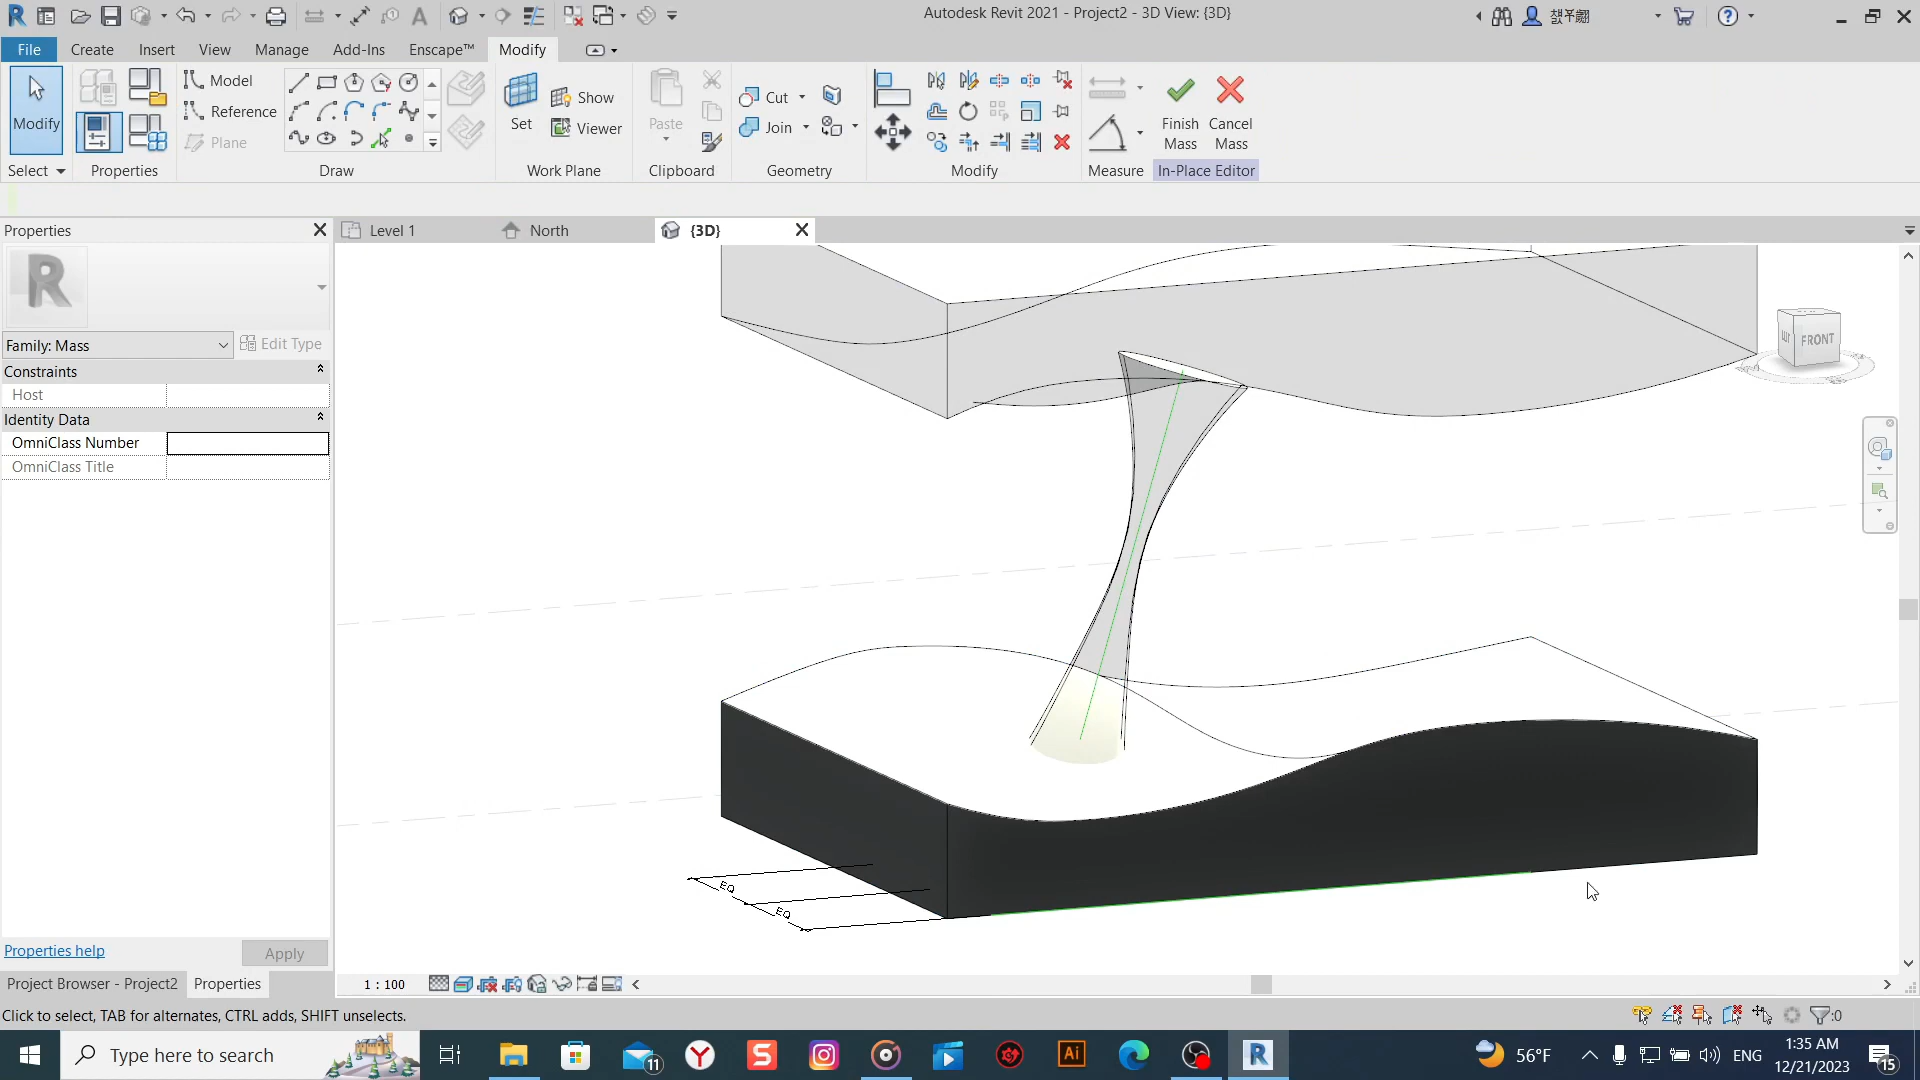 Autodesk Revit 2021 - Project2 - 3D View: {3D}
File
Create
Insert
View
Manage
Add-Ins
Enscape™
Modify
Modify
Model
Reference
Plane
Set
Show
Viewer
Paste
Cut
Join
Finish Mass
Cancel Mass
Select
Properties
Draw
Work Plane
Clipboard
Geometry
Modify
Measure
In-Place Editor
Properties
Level 1
North
{3D}
Family: Mass
Edit Type
Constraints
Host
Identity Data
OmniClass Number
OmniClass Title
FRONT
EQ
EQ
Properties help
Apply
Project Browser - Project2
Properties
1 : 100
Click to select, TAB for alternates, CTRL adds, SHIFT unselects.
:0
Type here to search
11
Ai
56°F
ENG
1:35 AM
12/21/2023
15